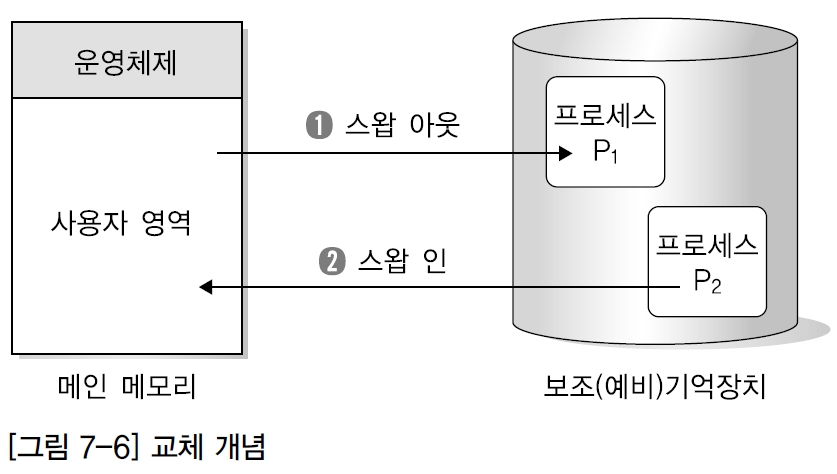 운영체제
사용자 영역
❶ 스왑 아웃
❷ 스왑 인
프로세스
P₁
프로세스
P₂
메인 메모리
보조(예비)기억장치
[그림 7-6] 교체 개념